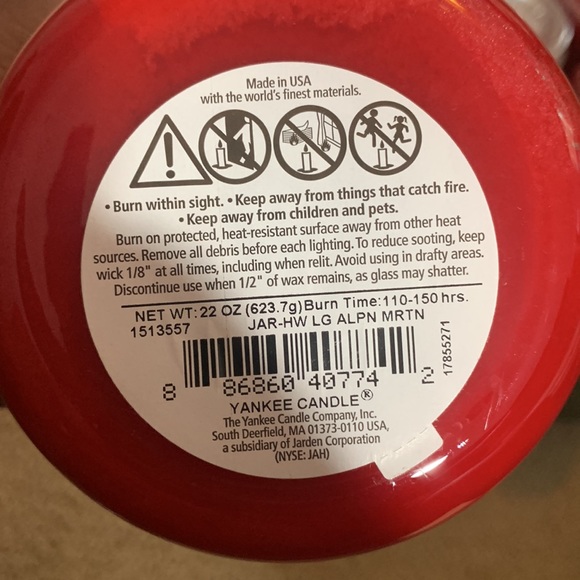 Made in USA
with the world's finest materials.
• Burn within sight. • Keep away from things that catch fire.
• Keep away from children and pets.
Burn on protected, heat-resistant surface away from other heat
sources. Remove all debris before each lighting. To reduce sooting, keep
wick 1/8" at all times, including when relit. Avoid using in drafty areas.
Discontinue use when 1/2" of wax remains, as glass may shatter.
NET WT: 22 OZ (623.7g) Burn Time: 110-150 hrs.
1513557 JAR-HW LG ALPN MRTN
8 86860 40774 2
17855271
YANKEE CANDLE®
The Yankee Candle Company, Inc.
South Deerfield, MA 01373-0110 USA,
a subsidiary of Jarden Corporation
(NYSE: JAH)